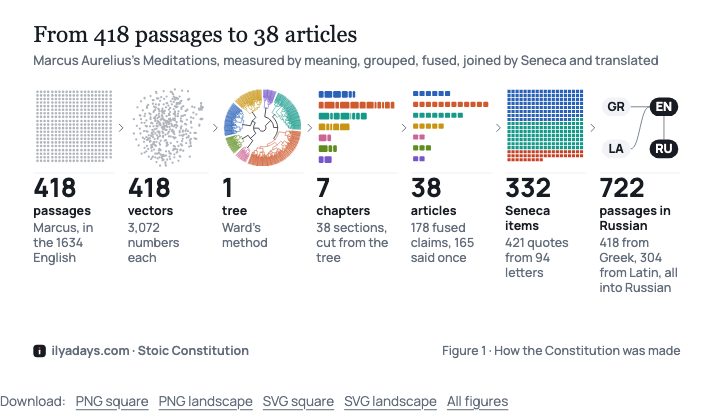 From 418 passages to 38 articles
Marcus Aurelius's Meditations, measured by meaning, grouped, fused, joined by Seneca and translated
GR EN
LA RU
418
passages
Marcus, in
the 1634
English
418
vectors
3,072
numbers
each
1
tree
Ward's
method
7
chapters
38 sections,
cut from the
tree
38
articles
178 fused
claims, 165
said once
332
Seneca
items
421 quotes
from 94
letters
722
passages in
Russian
418 from
Greek, 304
from Latin, all
into Russian
ilyadays.com · Stoic Constitution
Figure 1 · How the Constitution was made
Download: PNG square PNG landscape SVG square SVG landscape All figures